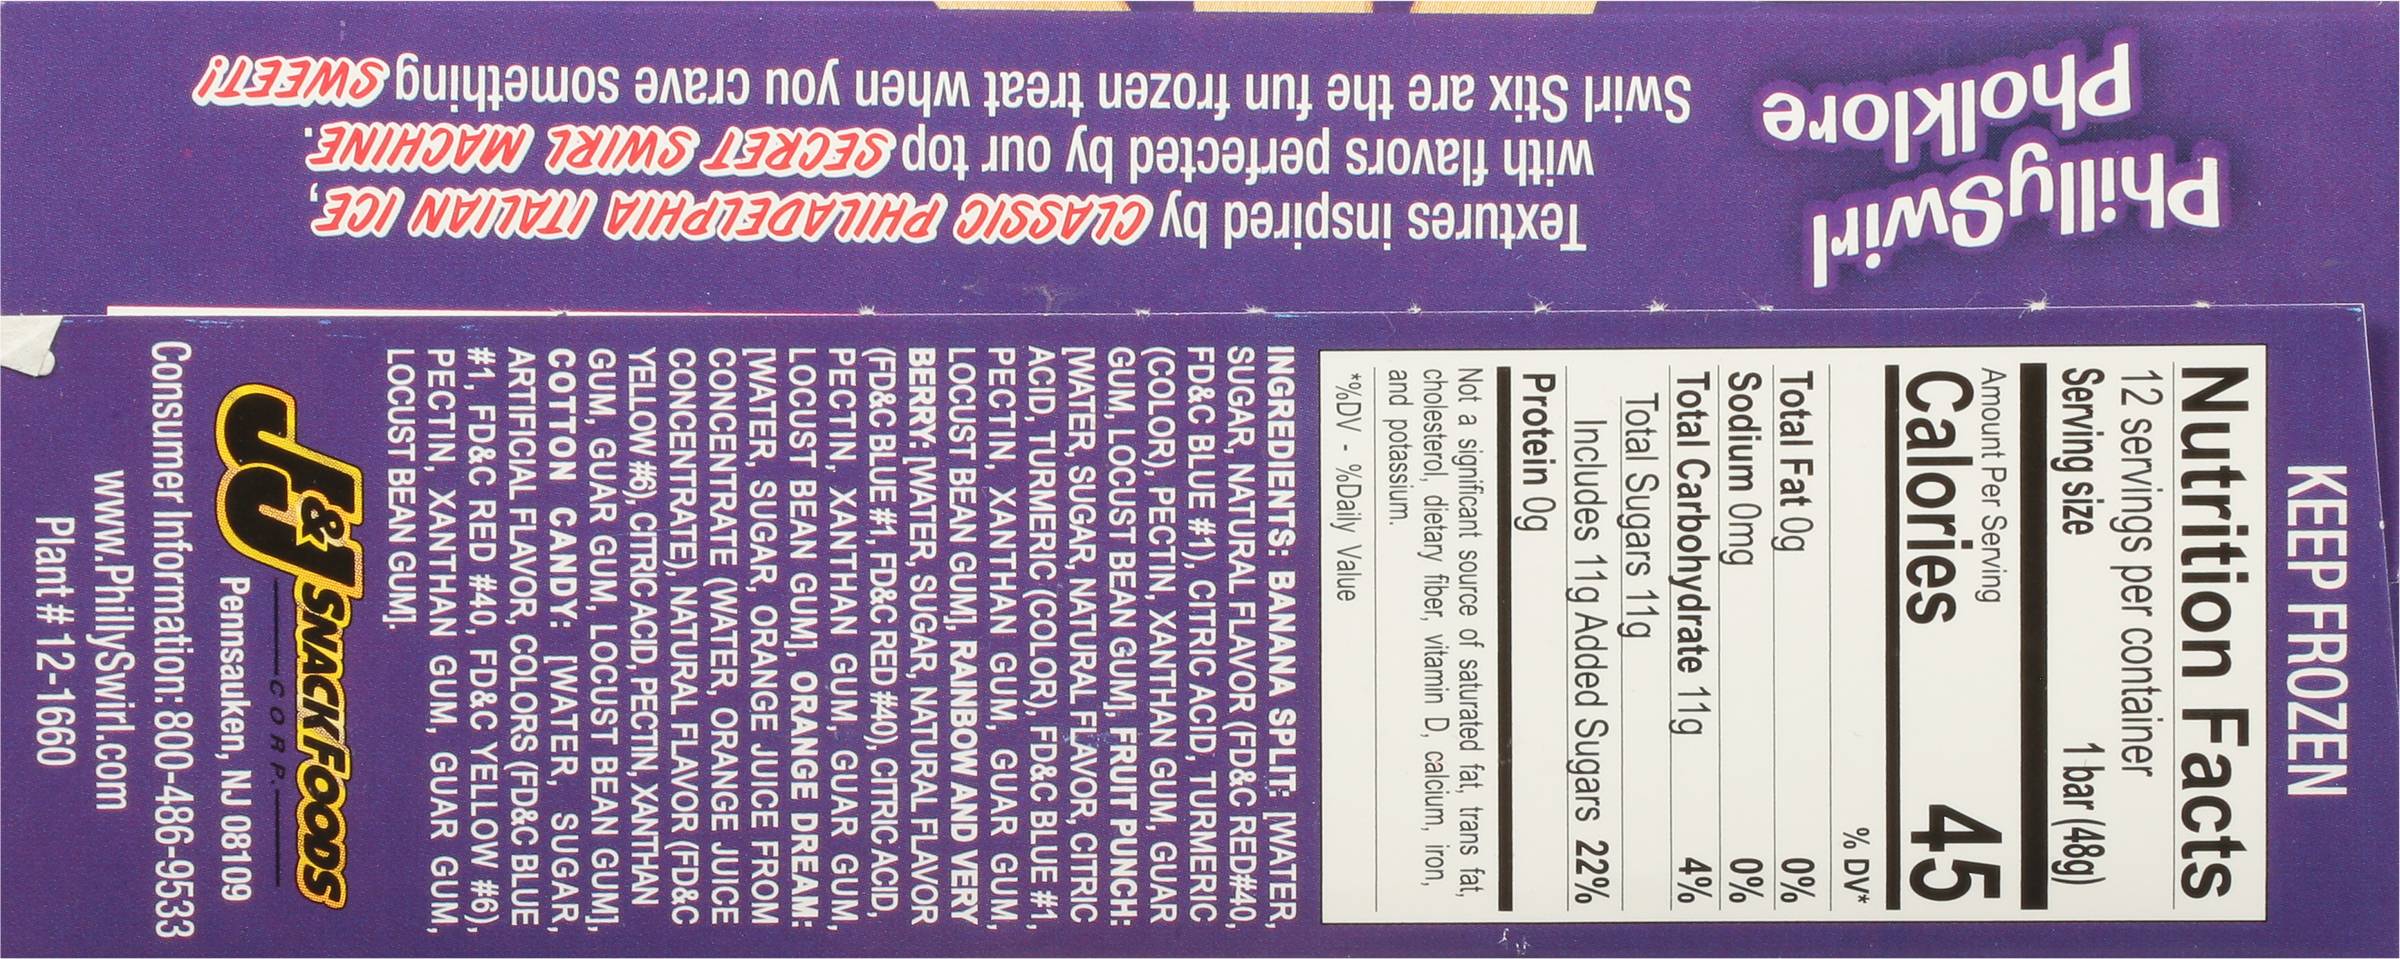 PhillySwirl
Pholklore
Textures inspired by CLASSIC PHILADELPHIA ITALIAN ICE,
with flavors perfected by our top SECRET SWIRL MACHINE.
Swirl Stix are the fun frozen treat when you crave something SWEET!
KEEP FROZEN
Nutrition Facts
12 servings per container
Serving size 1 bar (48g)
Amount Per Serving
Calories 45
% DV*
Total Fat 0g 0%
Sodium 0mg 0%
Total Carbohydrate 11g 4%
Total Sugars 11g
Includes 11g Added Sugars 22%
Protein 0g
Not a significant source of saturated fat, trans fat,
cholesterol, dietary fiber, vitamin D, calcium, iron,
and potassium.
*%DV - %Daily Value
INGREDIENTS: BANANA SPLIT: [WATER,
SUGAR, NATURAL FLAVOR (FD&C RED#40,
FD&C BLUE #1), CITRIC ACID, TURMERIC
(COLOR), PECTIN, XANTHAN GUM, GUAR
GUM, LOCUST BEAN GUM], FRUIT PUNCH:
[WATER, SUGAR, NATURAL FLAVOR, CITRIC
ACID, TURMERIC (COLOR), FD&C BLUE #1,
PECTIN, XANTHAN GUM, GUAR GUM,
LOCUST BEAN GUM], RAINBOW AND VERY
BERRY: [WATER, SUGAR, NATURAL FLAVOR
(FD&C BLUE #1, FD&C RED #40), CITRIC ACID,
PECTIN, XANTHAN GUM, GUAR GUM,
LOCUST BEAN GUM], ORANGE DREAM:
[WATER, SUGAR, ORANGE JUICE FROM
CONCENTRATE (WATER, ORANGE JUICE
CONCENTRATE), NATURAL FLAVOR (FD&C
YELLOW #6), CITRIC ACID, PECTIN, XANTHAN
GUM, GUAR GUM, LOCUST BEAN GUM],
COTTON CANDY: [WATER, SUGAR,
ARTIFICIAL FLAVOR, COLORS (FD&C BLUE
#1, FD&C RED #40, FD&C YELLOW #6),
PECTIN, XANTHAN GUM, GUAR GUM,
LOCUST BEAN GUM].
J&J SNACK FOODS
CORP.
Pennsauken, NJ 08109
Consumer Information: 800-486-9533
www.PhillySwirl.com
Plant # 12-1660